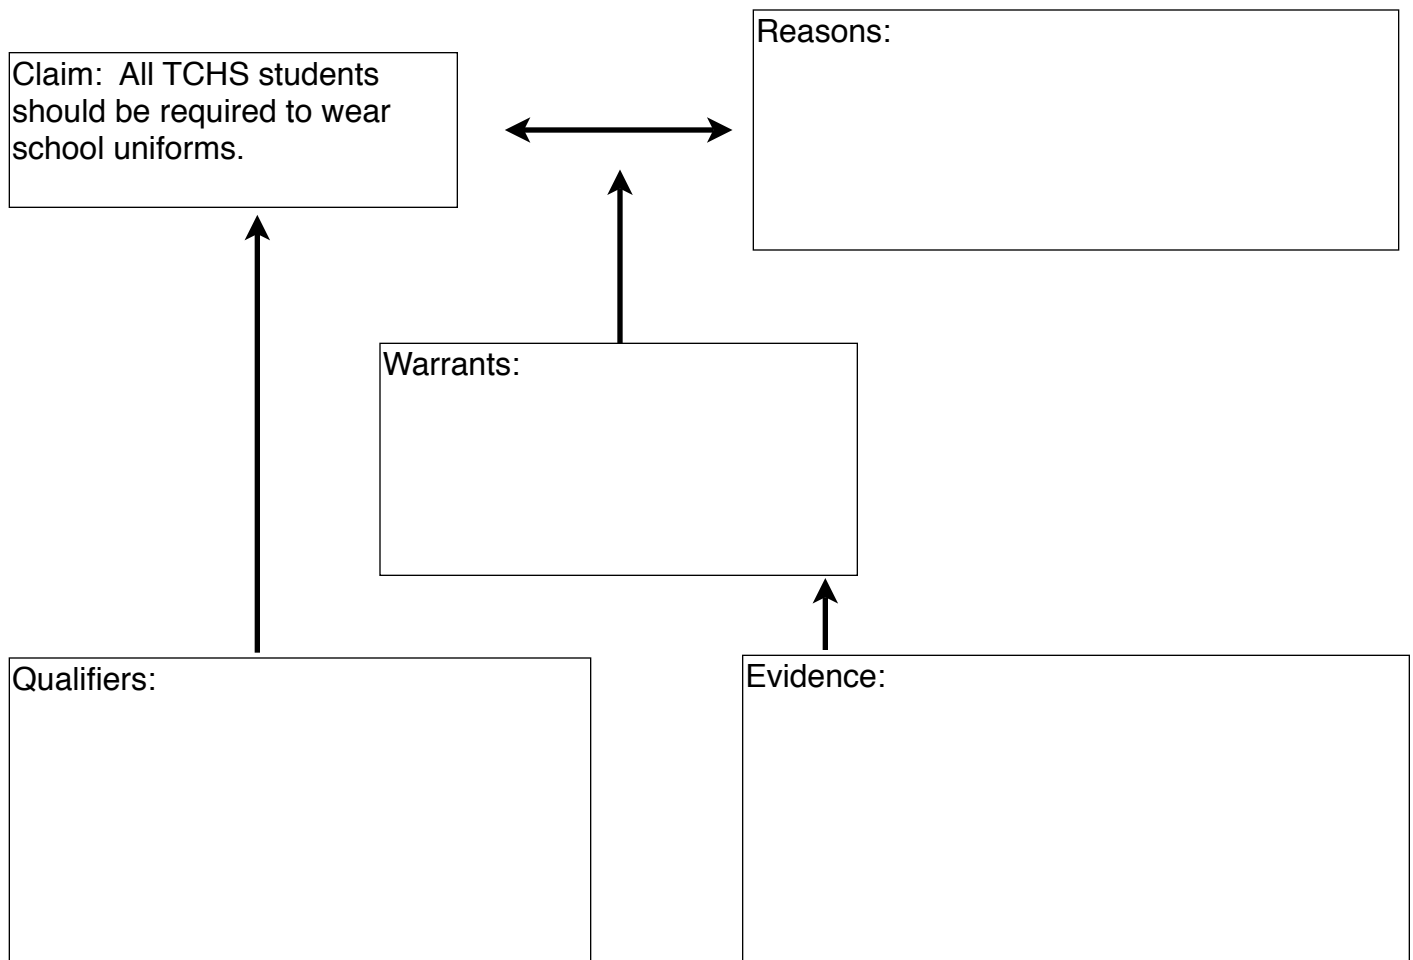 Claim:  All TCHS students
should be required to wear
school uniforms.
Reasons:
Warrants:
Qualifiers:
Evidence: